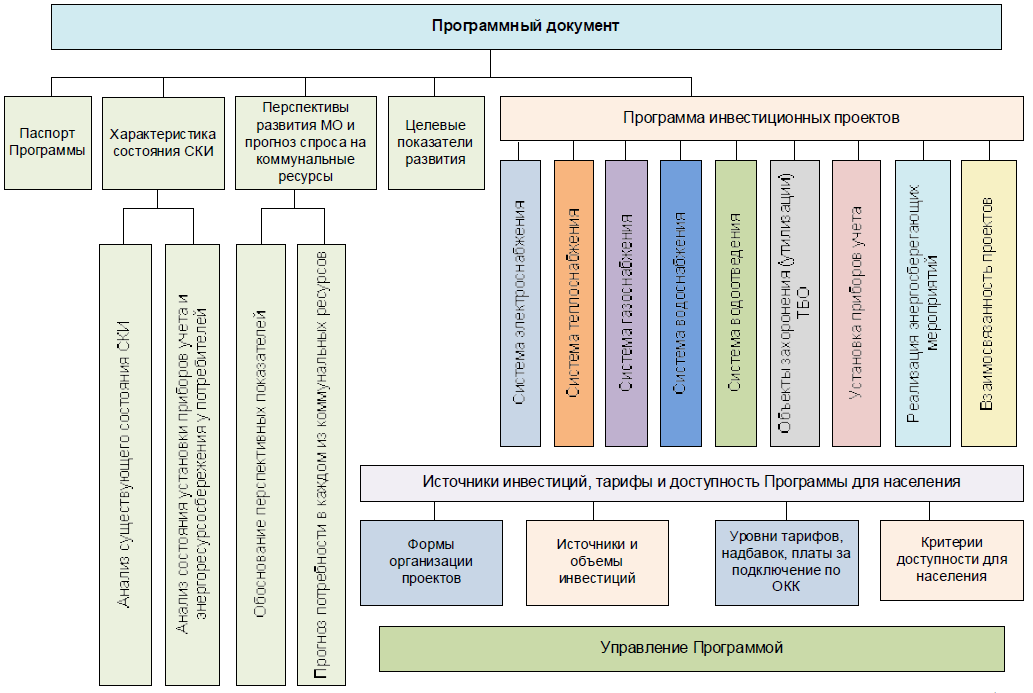 Программный документ
Паспорт
Программы
Характеристика
состояния СКИ
Перспективы
развития МО и
прогноз спроса на
коммунальные
ресурсы
Целевые
показатели
развития
Программа инвестиционных проектов
Анализ существующего состояния СКИ
Анализ состояния установки приборов учета и
энергоресурсосбережения у потребителей
Обоснование перспективных показателей
Прогноз потребности в каждом из коммунальных ресурсов
Система электроснабжения
Система теплоснабжения
Система газоснабжения
Система водоснабжения
Система водоотведения
Объекты захоронения (утилизации)
ТБО
Установка приборов учета
Реализация энергосберегающих
мероприятий
Взаимосвязанность проектов
Источники инвестиций, тарифы и доступность Программы для населения
Формы
организации
проектов
Источники и
объемы
инвестиций
Уровни тарифов,
надбавок, платы за
подключение по
ОКК
Критерии
доступности для
населения
Управление Программой